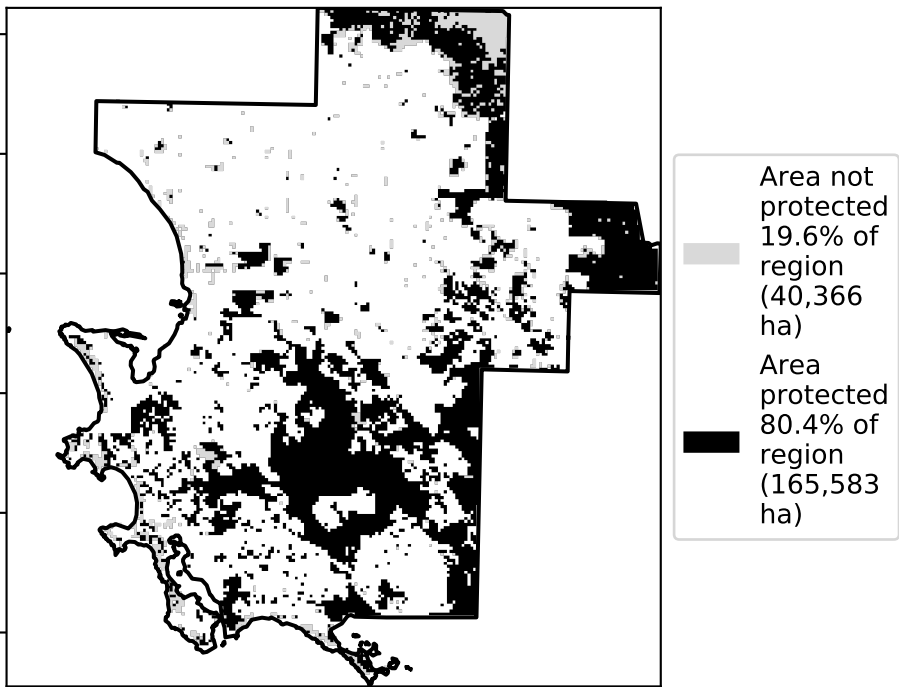 Area not
protected
19.6% of
region
(40,366
ha)
Area
protected
80.4% of
region
(165,583
ha)